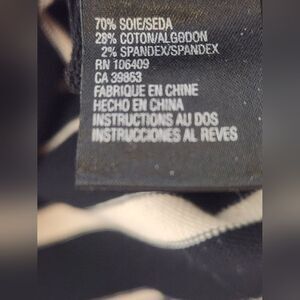 70% SOIE/SEDA
28% COTON/ALGODON
2% SPANDEX/SPANDEX
RN 106409
CA 39863
FABRIQUE EN CHINE
HECHO EN CHINA
INSTRUCTIONS AU DOS
INSTRUCCIONES AL REVES